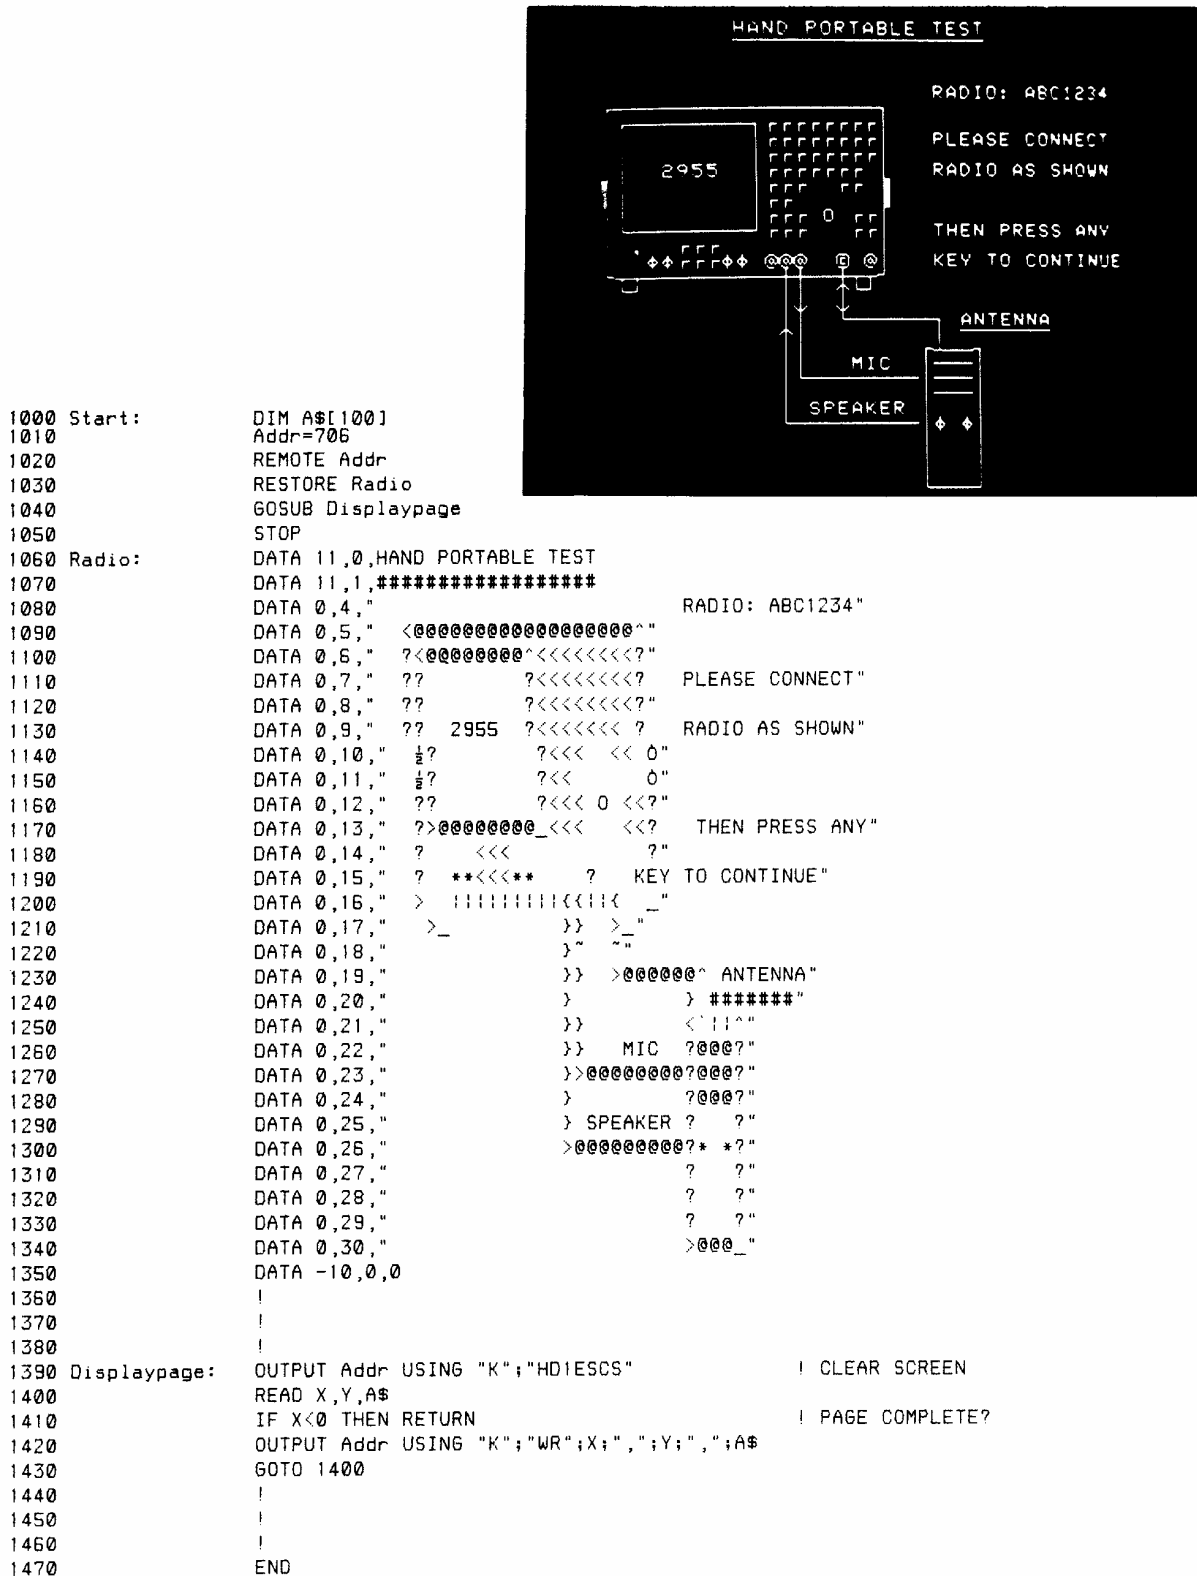 HAND PORTABLE TEST
RADIO: ABC1234
PLEASE CONNECT
2955
RADIO AS SHOWN
THEN PRESS ANY
KEY TO CONTINUE
ANTENNA
MIC
SPEAKER
1000 Start: DIM A$[100]
1010 Addr=706
1020 REMOTE Addr
1030 RESTORE Radio
1040 GOSUB Displaypage
1050 STOP
1060 Radio: DATA 11,0,HAND PORTABLE TEST
1070 DATA 11,1,##################
1080 DATA 0,4," RADIO: ABC1234"
1090 DATA 0,5," <@@@@@@@@@@@@@@@@@@^"
1100 DATA 0,6," ?<@@@@@@@@^<<<<<<<<?"
1110 DATA 0,7," ?? ?<<<<<<<<? PLEASE CONNECT"
1120 DATA 0,8," ?? ?<<<<<<<<?"
1130 DATA 0,9," ?? 2955 ?<<<<<<< ? RADIO AS SHOWN"
1140 DATA 0,10," ½? ?<<< << Ò"
1150 DATA 0,11," ½? ?<< Ò"
1160 DATA 0,12," ?? ?<<< O <<?"
1170 DATA 0,13," ?>@@@@@@@@_<<< <<? THEN PRESS ANY"
1180 DATA 0,14," ? <<< ?"
1190 DATA 0,15," ? **<<<** ? KEY TO CONTINUE"
1200 DATA 0,16," > |||||||||{{||{ _"
1210 DATA 0,17," >_ }} >_"
1220 DATA 0,18," }~ ~"
1230 DATA 0,19," }} >@@@@@@^ ANTENNA"
1240 DATA 0,20," } } #######"
1250 DATA 0,21," }} <`||^"
1260 DATA 0,22," }} MIC ?@@@?"
1270 DATA 0,23," }>@@@@@@@@?@@@?"
1280 DATA 0,24," } ?@@@?"
1290 DATA 0,25," } SPEAKER ? ?"
1300 DATA 0,26," >@@@@@@@@@?* *?"
1310 DATA 0,27," ? ?"
1320 DATA 0,28," ? ?"
1330 DATA 0,29," ? ?"
1340 DATA 0,30," >@@@_"
1350 DATA -10,0,0
1360 !
1370 !
1380 !
1390 Displaypage: OUTPUT Addr USING "K";"HD1ESCS" ! CLEAR SCREEN
1400 READ X,Y,A$
1410 IF X<0 THEN RETURN ! PAGE COMPLETE?
1420 OUTPUT Addr USING "K";"WR";X;",";Y;",";A$
1430 GOTO 1400
1440 !
1450 !
1460 !
1470 END